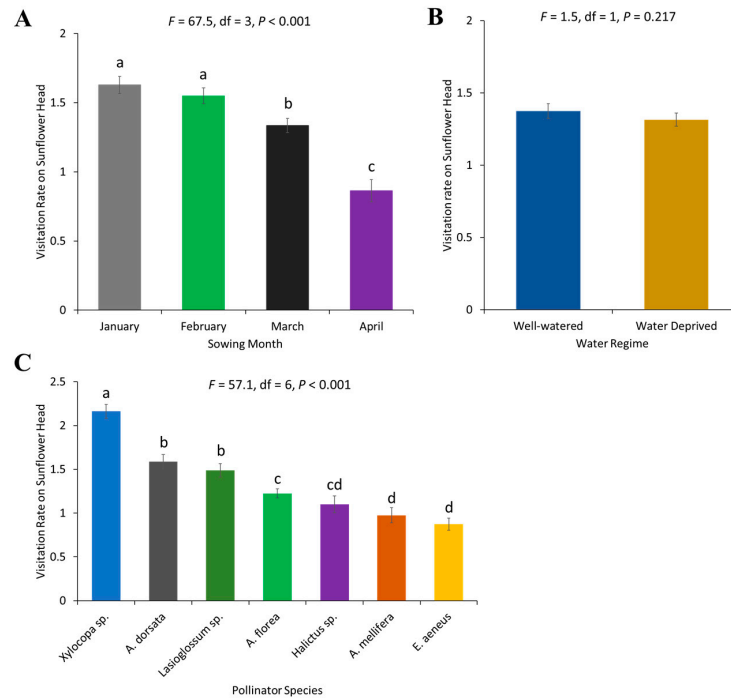 A
F = 67.5, df = 3, P < 0.001
2
1.5
1
0.5
0
a
a
b
c
Visitation Rate on Sunflower Head
January
February
March
April
Sowing Month
B
F = 1.5, df = 1, P = 0.217
2
1.5
1
0.5
0
Visitation rate on Sunflower Head
Well-watered
Water Deprived
Water Regime
C
F = 57.1, df = 6, P < 0.001
2.5
2
1.5
1
0.5
0
a
b
b
c
cd
d
d
Visitation Rate on Sunflower Head
Xylocopa sp.
A. dorsata
Lasioglossum sp.
A. florea
Halictus sp.
A. mellifera
E. aeneus
Pollinator Species